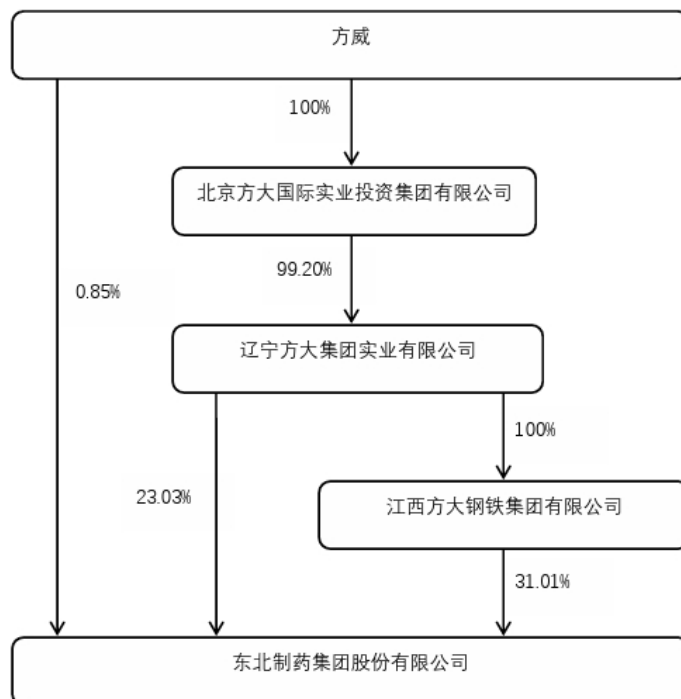 方威
100%
北京方大国际实业投资集团有限公司
99.20%
0.85%
辽宁方大集团实业有限公司
100%
23.03%
江西方大钢铁集团有限公司
31.01%
东北制药集团股份有限公司